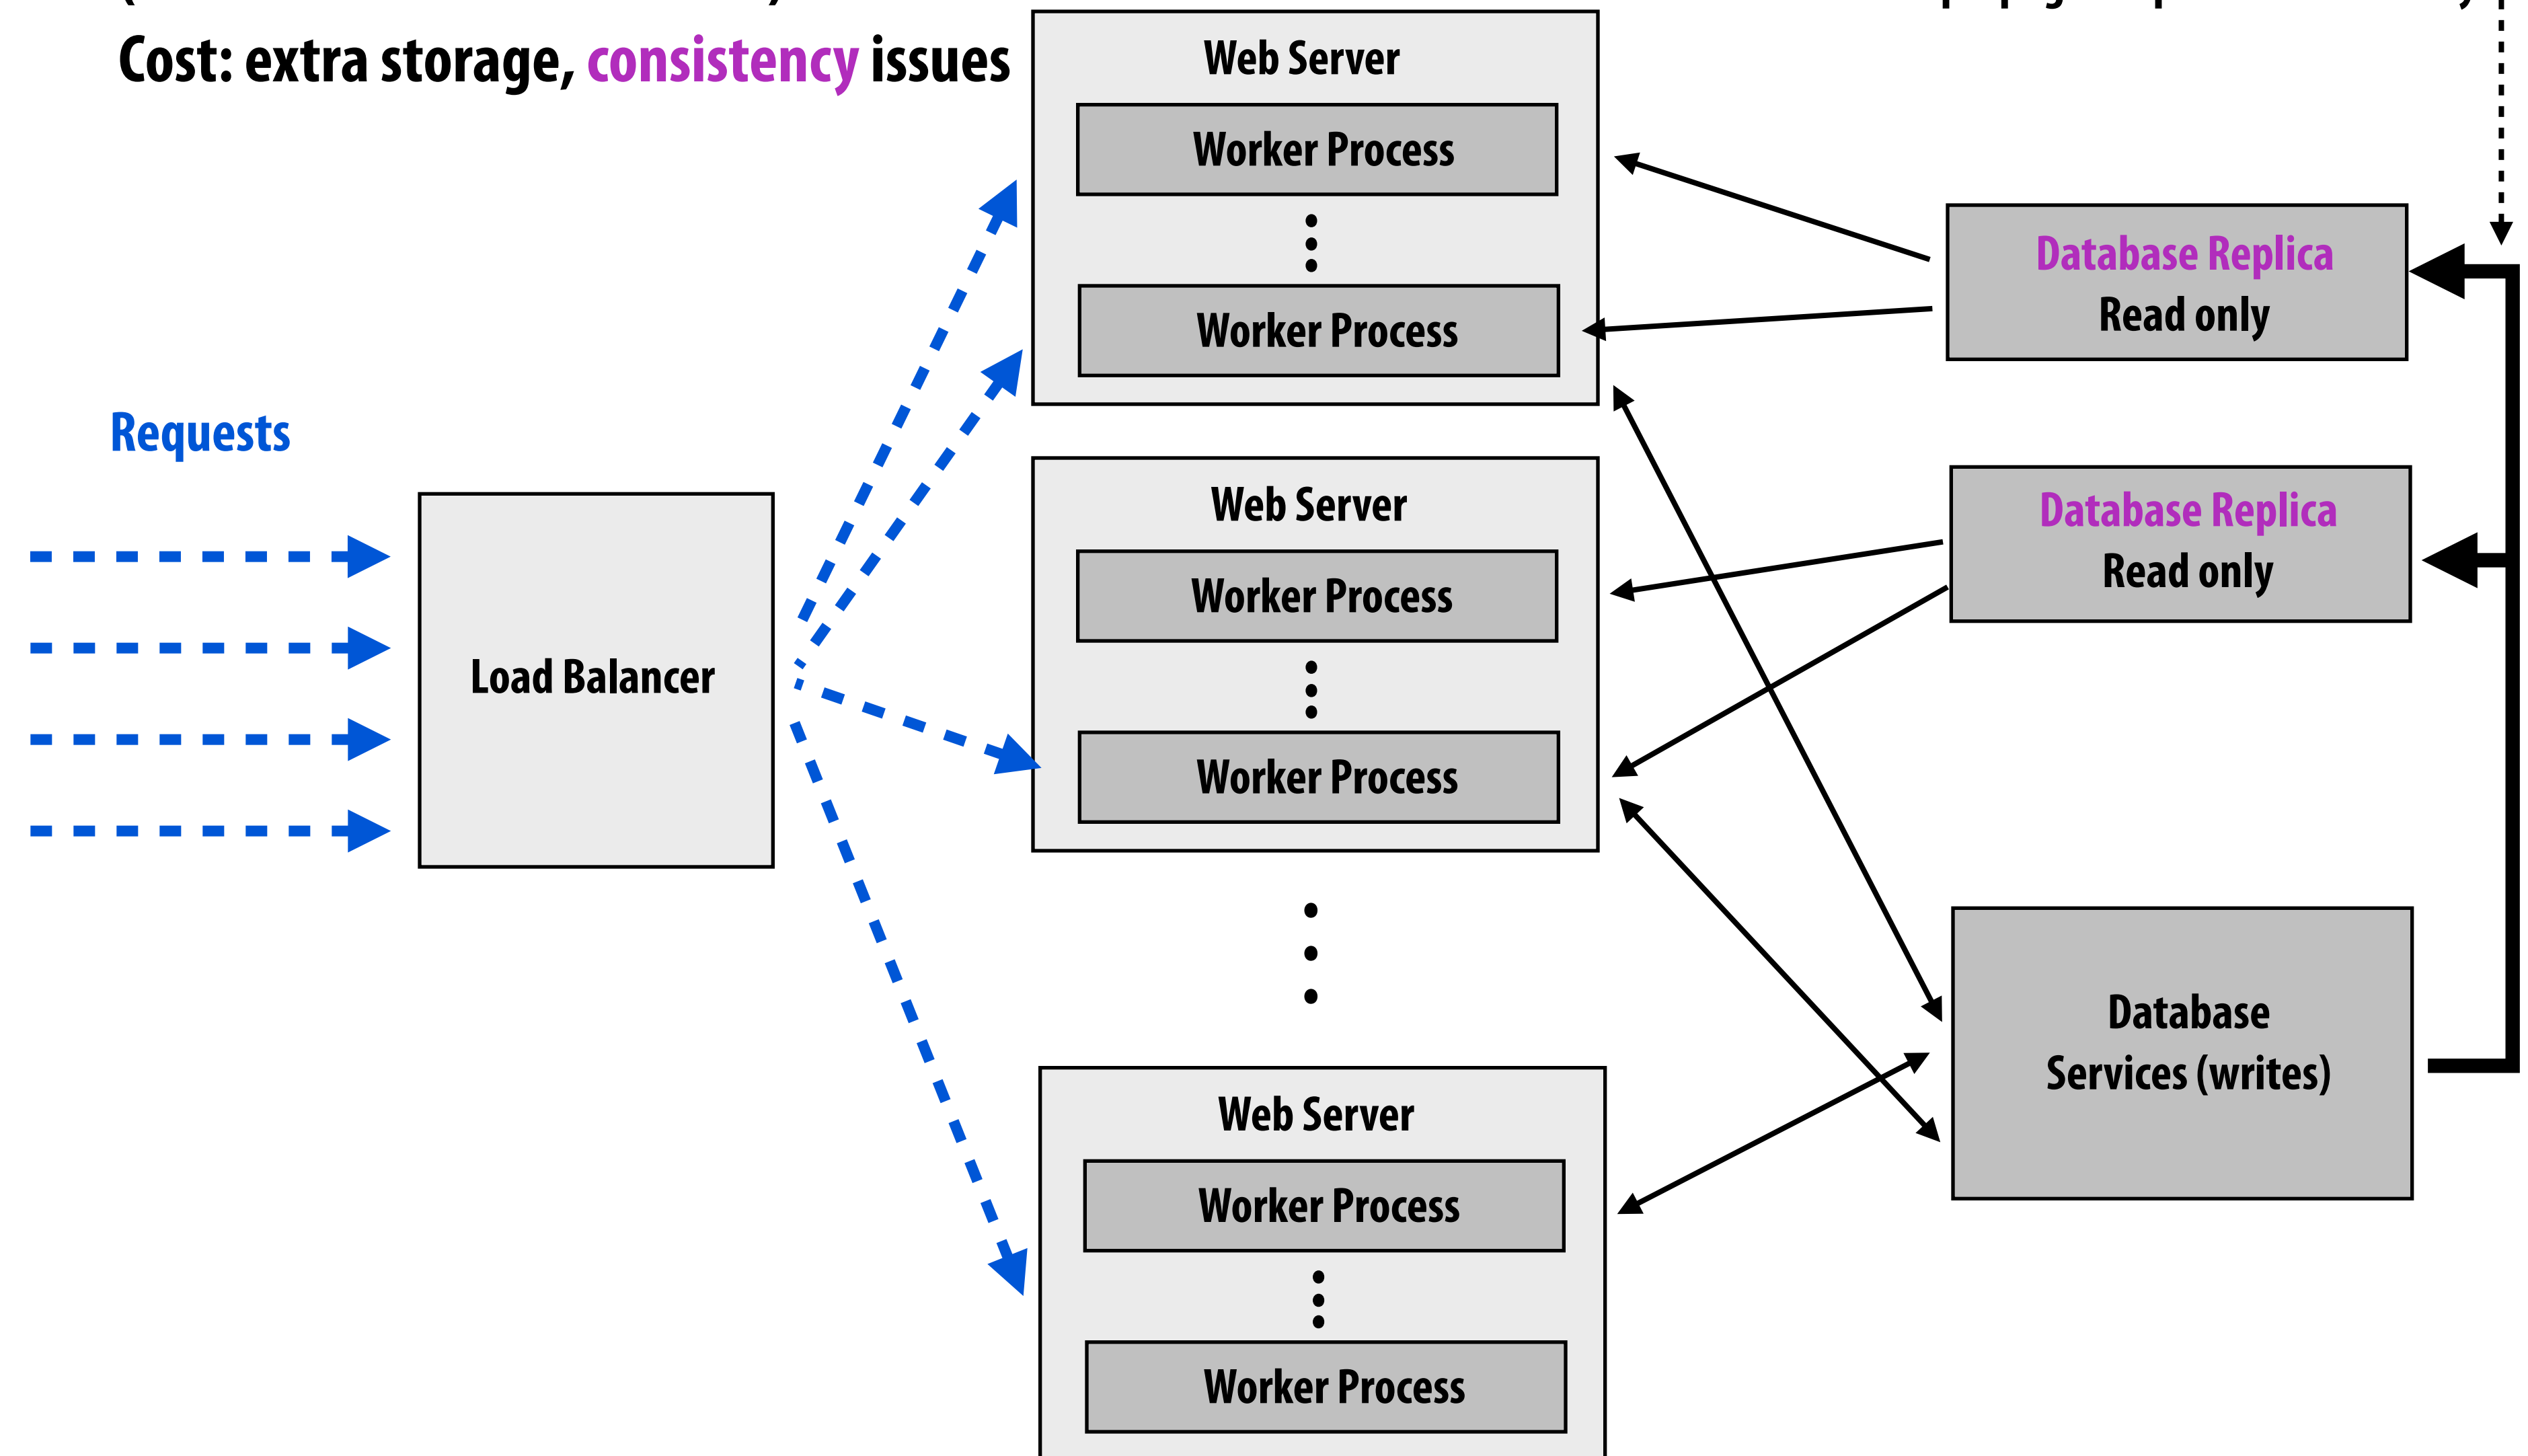 Cost: extra storage, consistency issues
Web Server
Worker Process
Worker Process
Database Replica
Read only
Requests
Web Server
Worker Process
Worker Process
Database Replica
Read only
Load Balancer
Database
Services (writes)
Web Server
Worker Process
Worker Process